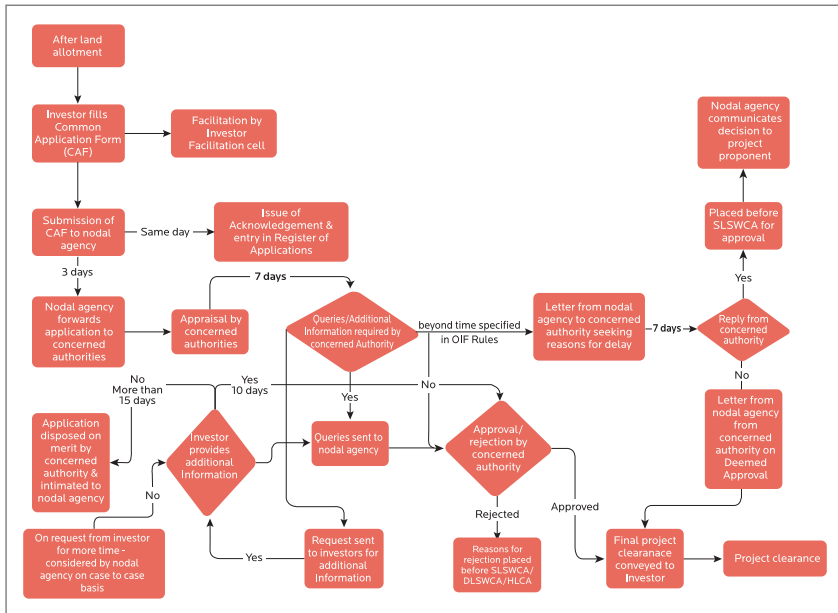 After land
allotment
Investor fills
Common
Application Form
(CAF)
Facilitation by
Investor
Facilitation cell
Nodal agency
communicates
decision to
project
proponent
Submission of
CAF to nodal
agency
Same day
Issue of
Acknowledgement &
entry in Register of
Applications
Placed before
SLSWCA for
approval
3 days
7 days
Yes
Nodal agency
forwards
application to
concerned
authorities
Appraisal by
concerned
authorities
Queries/Additional
Information required by
concerned Authority
beyond time specified
in OIF Rules
Letter from nodal
agency to concerned
authority seeking
reasons for delay
7 days
Reply from
concerned
authority
No
More than
15 days
Yes
10 days
Yes
No
No
Application
disposed on
merit by
concerned
authority &
intimated to
nodal agency
Investor
provides
additional
Information
Queries sent to
nodal agency
Approval/
rejection by
concerned
authority
Letter from
nodal agency
from
concerned
authority on
Deemed
Approval
No
Approved
Rejected
On request from investor
for more time -
considered by nodal
agency on case to case
basis
Yes
Request sent
to investors for
additional
Information
Reasons for
rejection placed
before SLSWCA/
DLSWCA/HLCA
Final project
clearanace
conveyed to
Investor
Project clearance